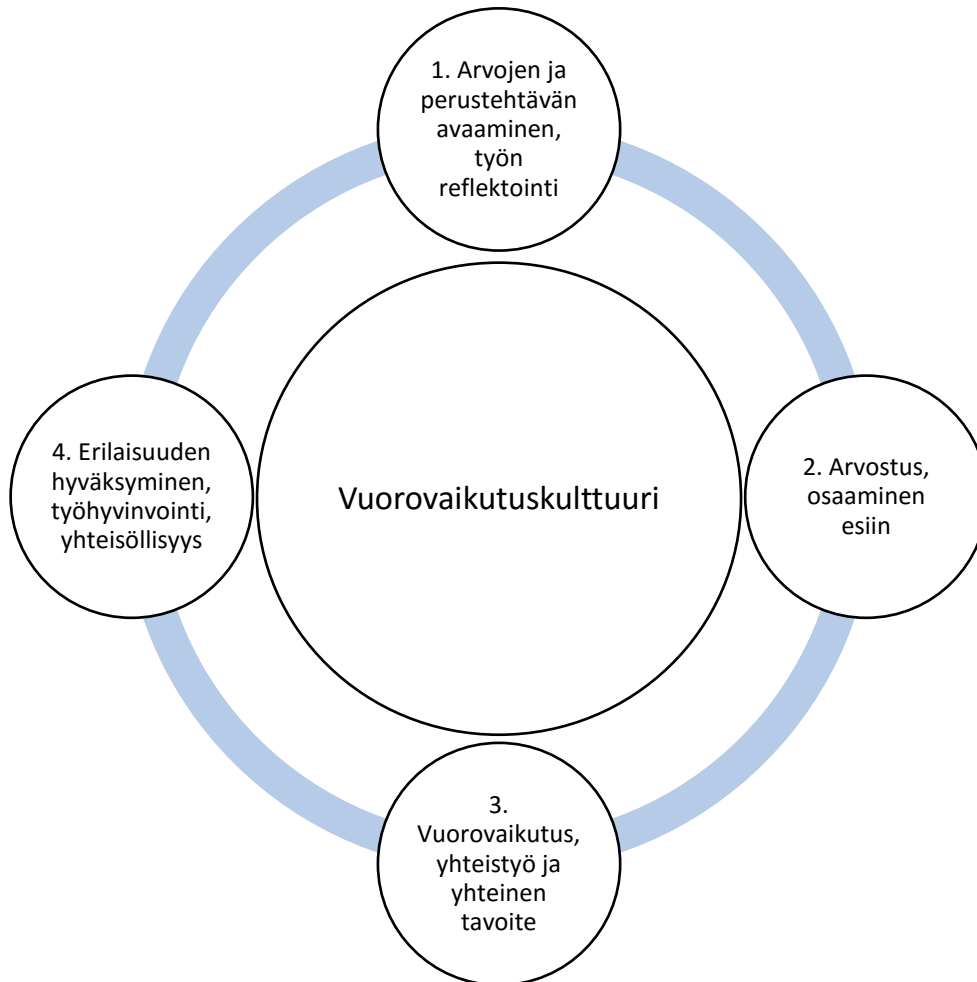 1. Arvojen ja
perustehtävän
avaaminen,
työn
reflektointi
4. Erilaisuuden
hyväksyminen,
työhyvinvointi,
yhteisöllisyys
Vuorovaikutuskulttuuri
2. Arvostus,
osaaminen
esiin
3.
Vuorovaikutus,
yhteistyö ja
yhteinen
tavoite